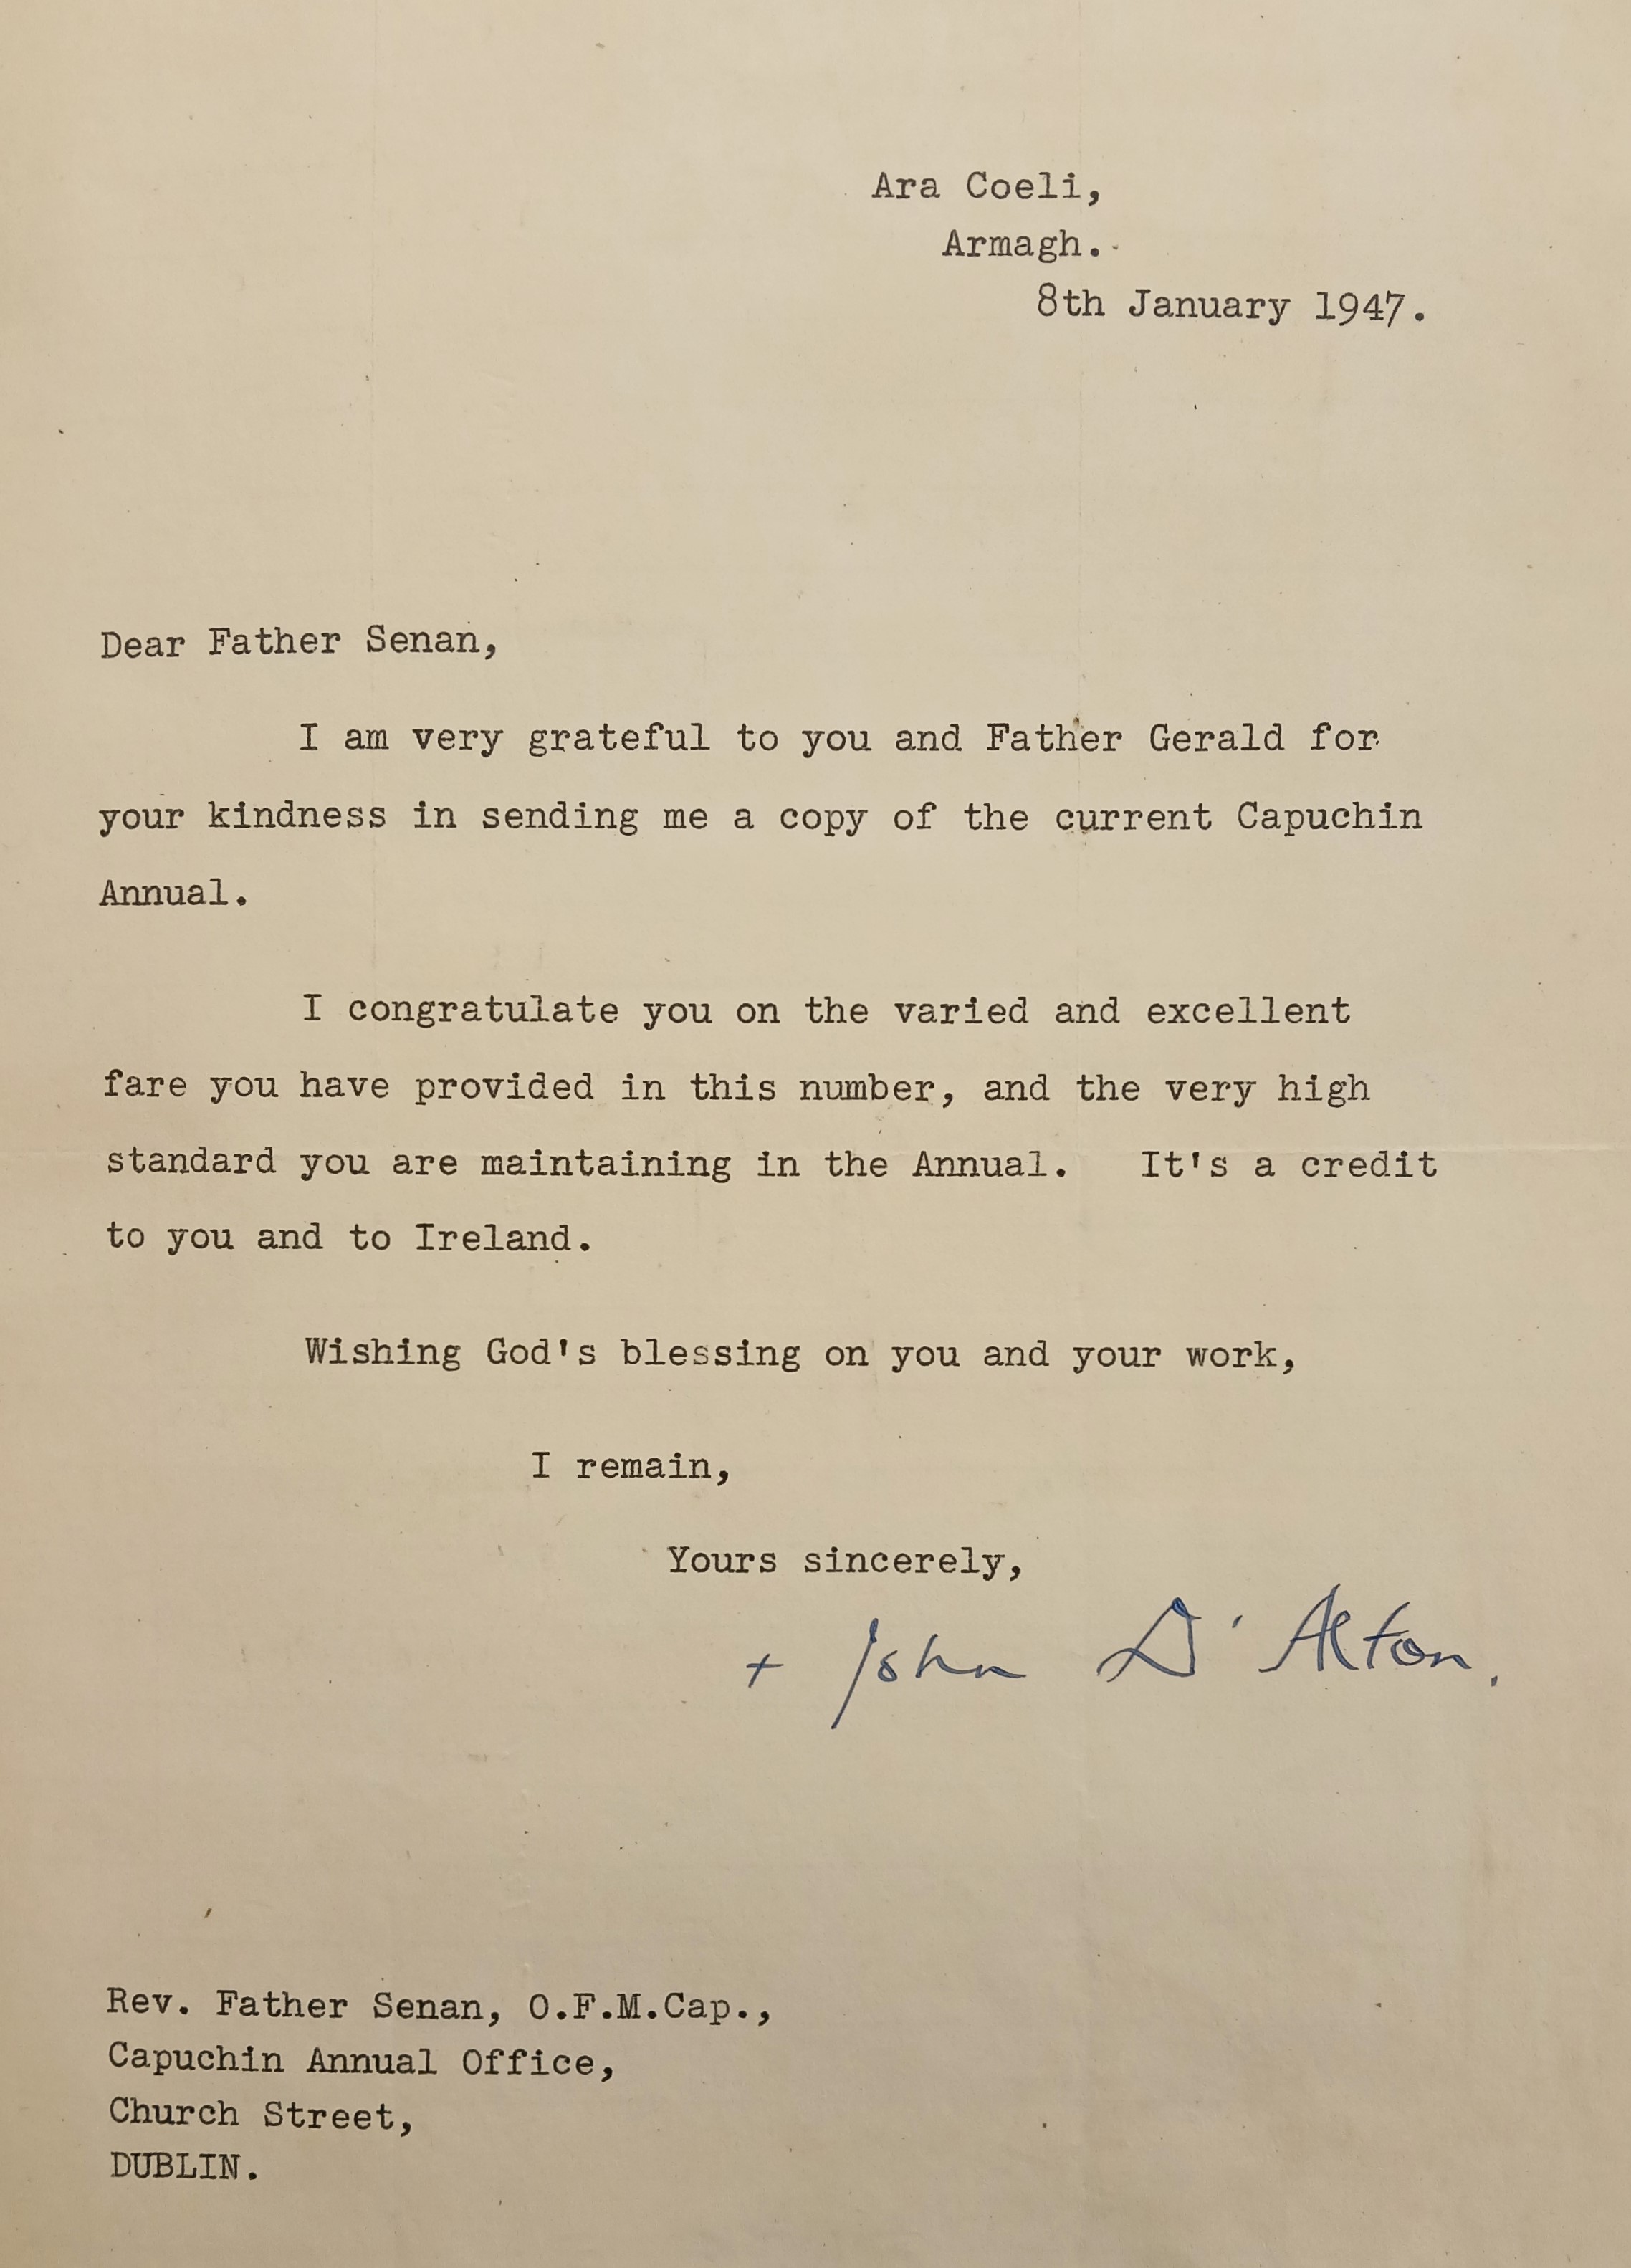 Ara Coeli,
Armagh.
8th January 1947.
Dear Father Senan,
I am very grateful to you and Father Gerald for
your kindness in sending me a copy of the current Capuchin
Annual.
I congratulate you on the varied and excellent
fare you have provided in this number, and the very high
standard you are maintaining in the Annual. It's a credit
to you and to Ireland.
Wishing God's blessing on you and your work,
I remain,
Yours sincerely,
+ John D'Alton.
Rev. Father Senan, O.F.M.Cap.,
Capuchin Annual Office,
Church Street,
DUBLIN.